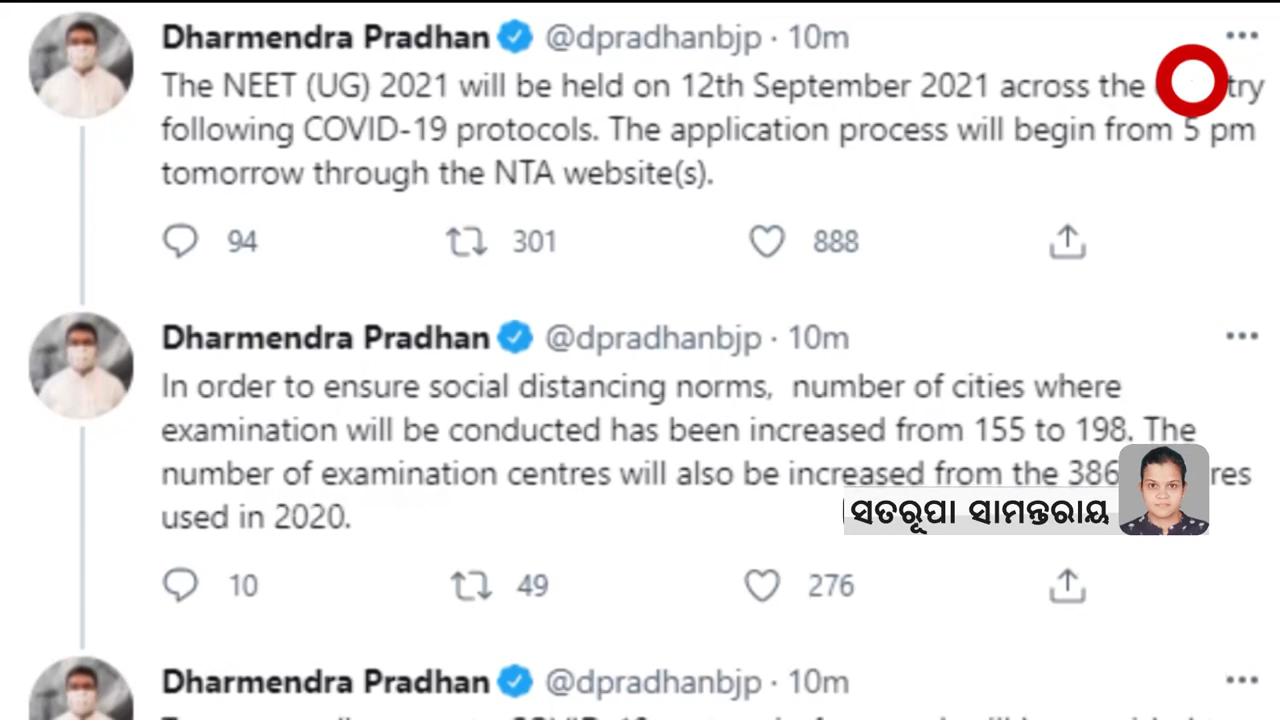 Dharmendra Pradhan @dpradhanbjp · 10m
The NEET (UG) 2021 will be held on 12th September 2021 across the
following COVID-19 protocols. The application process will begin from 5 pm
tomorrow through the NTA website(s).
94 301 888
Dharmendra Pradhan @dpradhanbjp · 10m
In order to ensure social distancing norms, number of cities where
examination will be conducted has been increased from 155 to 198. The
number of examination centres will also be increased from the
used in 2020.
ସତରୂପା ସାମନ୍ତରାୟ
10 49 276
Dharmendra Pradhan @dpradhanbjp · 10m